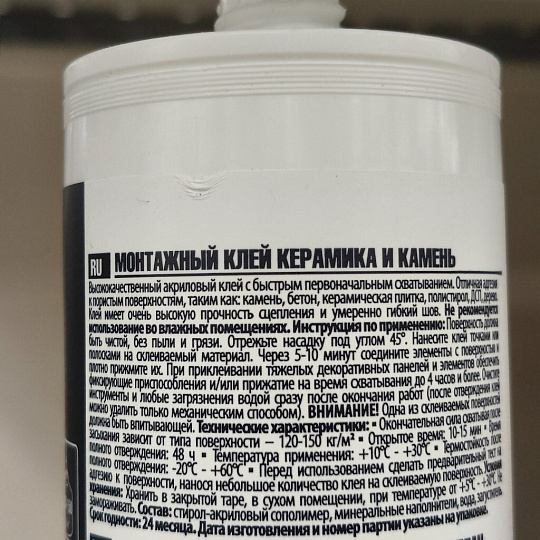 RU МОНТАЖНЫЙ КЛЕЙ КЕРАМИКА И КАМЕНЬ
Высококачественный акриловый клей с быстрым первоначальным схватыванием. Отличная адгезия
к пористым поверхностям, таким как: камень, бетон, керамическая плитка, полистирол, ДСП, дерево.
Клей имеет очень высокую прочность сцепления и умеренно гибкий шов. Не рекомендуется
использование во влажных помещениях. Инструкция по применению: Поверхность должна
быть чистой, без пыли и грязи. Отрежьте насадку под углом 45°. Нанесите клей точками или
полосками на склеиваемый материал. Через 5-10 минут соедините элементы с поверхностью и
плотно прижмите их. При приклеивании тяжелых декоративных панелей и элементов обеспечить
фиксирующие приспособления и/или прижатие на время схватывания до 4 часов и более. Очистите
инструменты и любые загрязнения водой сразу после окончания работ (после отверждения клея
можно удалить только механическим способом). ВНИМАНИЕ! Одна из склеиваемых поверхностей
должна быть впитывающей. Технические характеристики: ▪ Окончательная сила схватывания после
засыхания зависит от типа поверхности – 120-150 кг/м² ▪ Открытое время: 10-15 мин ▪ Время
полного отверждения: 48 ч ▪ Температура применения: +10°С - +30°С ▪ Термостойкость после
полного отверждения: -20°С - +60°С ▪ Перед использованием сделать предварительный тест на
адгезию к поверхности, нанося небольшое количество клея на склеиваемую поверхность. Условия
хранения: Хранить в закрытой таре, в сухом помещении, при температуре от +5°С - +30°С. Не
замораживать. Состав: стирол-акриловый сополимер, минеральные наполнители, вода, загуститель.
Срок годности: 24 месяца. Дата изготовления и номер партии указаны на упаковке.